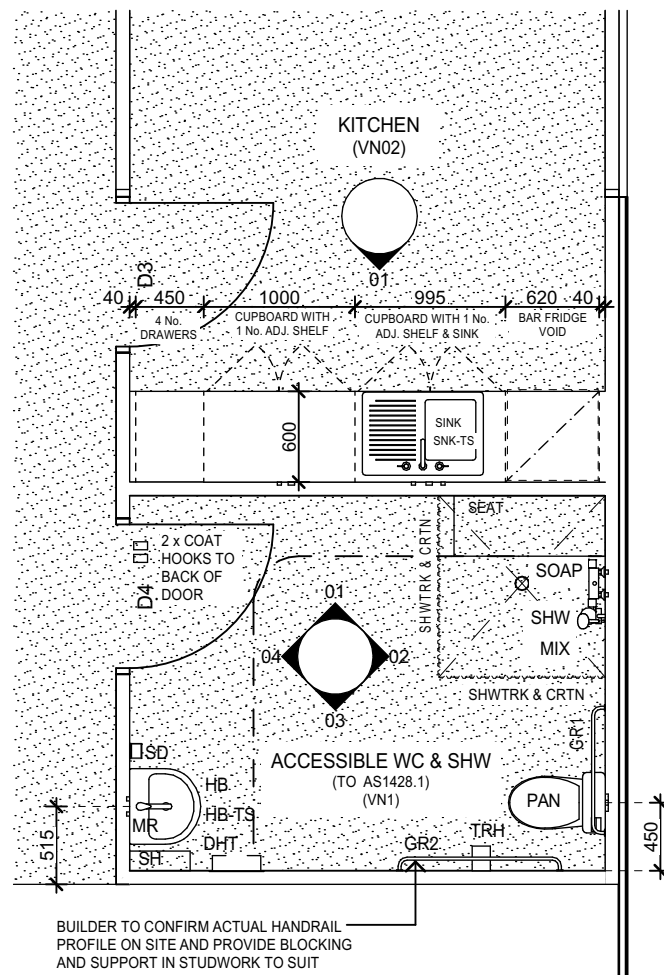 KITCHEN
(VN02)
01
D3
40 450 1000 995 620 40
4 No.
DRAWERS
CUPBOARD WITH
1 No. ADJ. SHELF
CUPBOARD WITH 1 No.
ADJ. SHELF & SINK
BAR FRIDGE
VOID
600
SINK
SNK-TS
SEAT
2 x COAT
HOOKS TO
BACK OF
DOOR
D4
SHWTRK & CRTN
SOAP
SHW
MIX
01
04
02
03
SHWTRK & CRTN
GR1
SD
ACCESSIBLE WC & SHW
(TO AS1428.1)
(VN1)
HB
HB-TS
MR
PAN
DHT
SH
GR2
TRH
515
450
BUILDER TO CONFIRM ACTUAL HANDRAIL
PROFILE ON SITE AND PROVIDE BLOCKING
AND SUPPORT IN STUDWORK TO SUIT